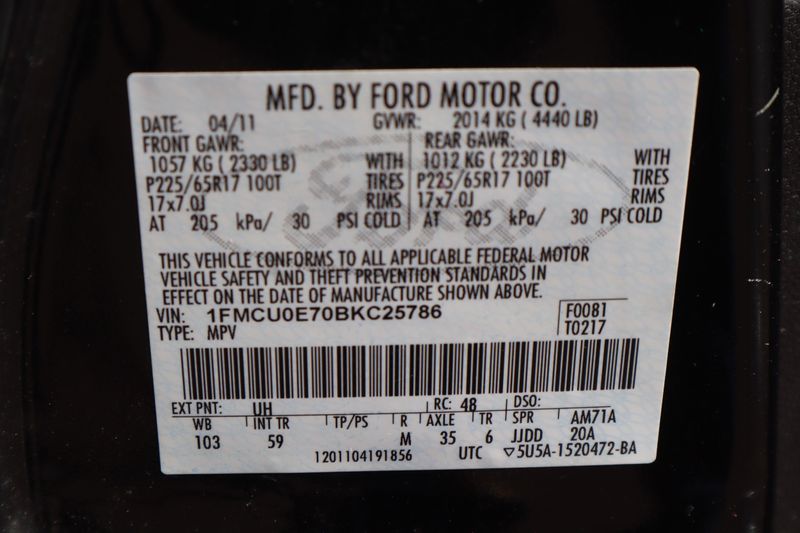 MFD. BY FORD MOTOR CO.
DATE: 04/11 GVWR: 2014 KG ( 4440 LB)
FRONT GAWR: REAR GAWR:
1057 KG ( 2330 LB) WITH 1012 KG ( 2230 LB) WITH
P225/65R17 100T TIRES P225/65R17 100T TIRES
17x7.0J RIMS 17x7.0J RIMS
AT 205 kPa/ 30 PSI COLD AT 205 kPa/ 30 PSI COLD
THIS VEHICLE CONFORMS TO ALL APPLICABLE FEDERAL MOTOR
VEHICLE SAFETY AND THEFT PREVENTION STANDARDS IN
EFFECT ON THE DATE OF MANUFACTURE SHOWN ABOVE.
VIN: 1FMCU0E70BKC25786 F0081
TYPE: MPV T0217
EXT PNT: UH RC: 48 DSO:
WB INT TR TP/PS R AXLE TR SPR AM71A
103 59 M 35 6 JJDD 20A
1201104191856 UTC ▽5U5A-1520472-BA